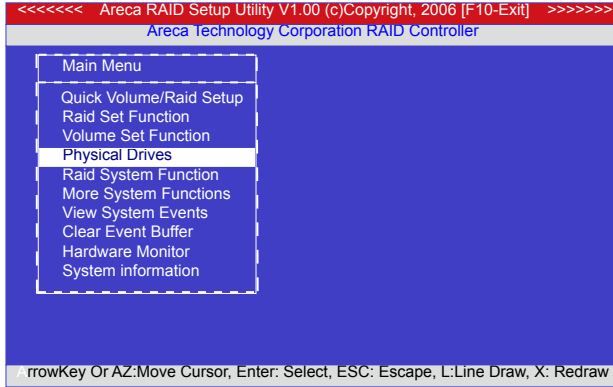 <<<<<<< Areca RAID Setup Utility V1.00 (c)Copyright, 2006 [F10-Exit] >>>>>>>
Areca Technology Corporation RAID Controller
Main Menu
Quick Volume/Raid Setup
Raid Set Function
Volume Set Function
Physical Drives
Raid System Function
More System Functions
View System Events
Clear Event Buffer
Hardware Monitor
System information
ArrowKey Or AZ:Move Cursor, Enter: Select, ESC: Escape, L:Line Draw, X: Redraw